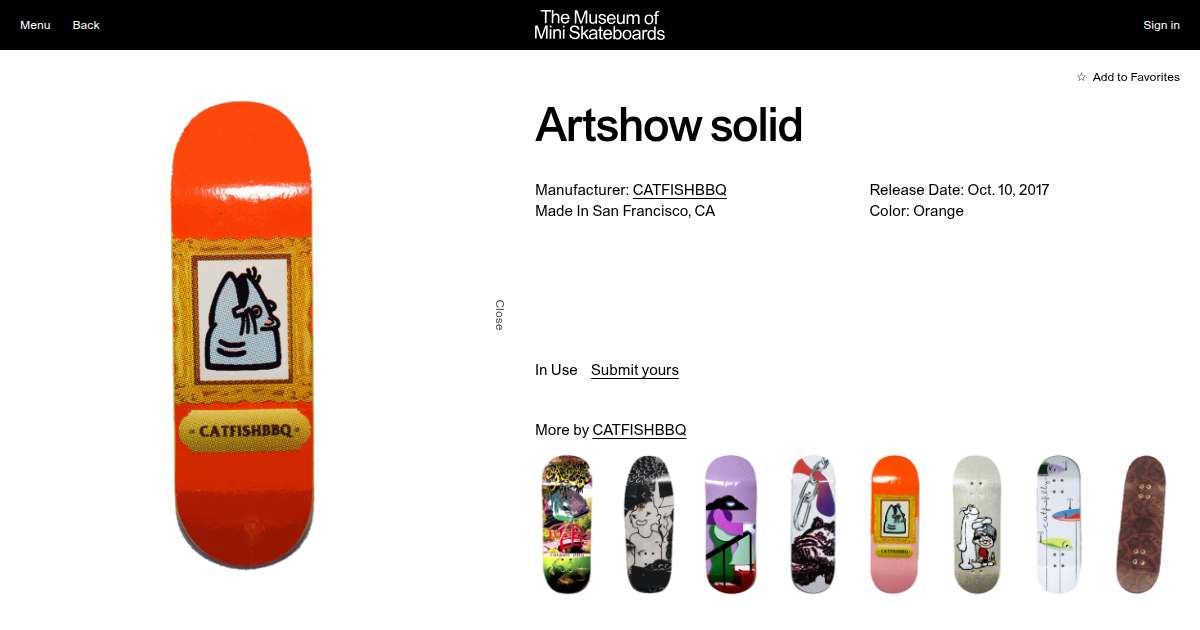 Menu
Back
The Museum of
Mini Skateboards
Sign in
☆ Add to Favorites
Artshow solid
Manufacturer: CATFISHBBQ
Made In San Francisco, CA
Release Date: Oct. 10, 2017
Color: Orange
CATFISHBBQ
Close
In Use
Submit yours
More by CATFISHBBQ
CATFISHBBQ